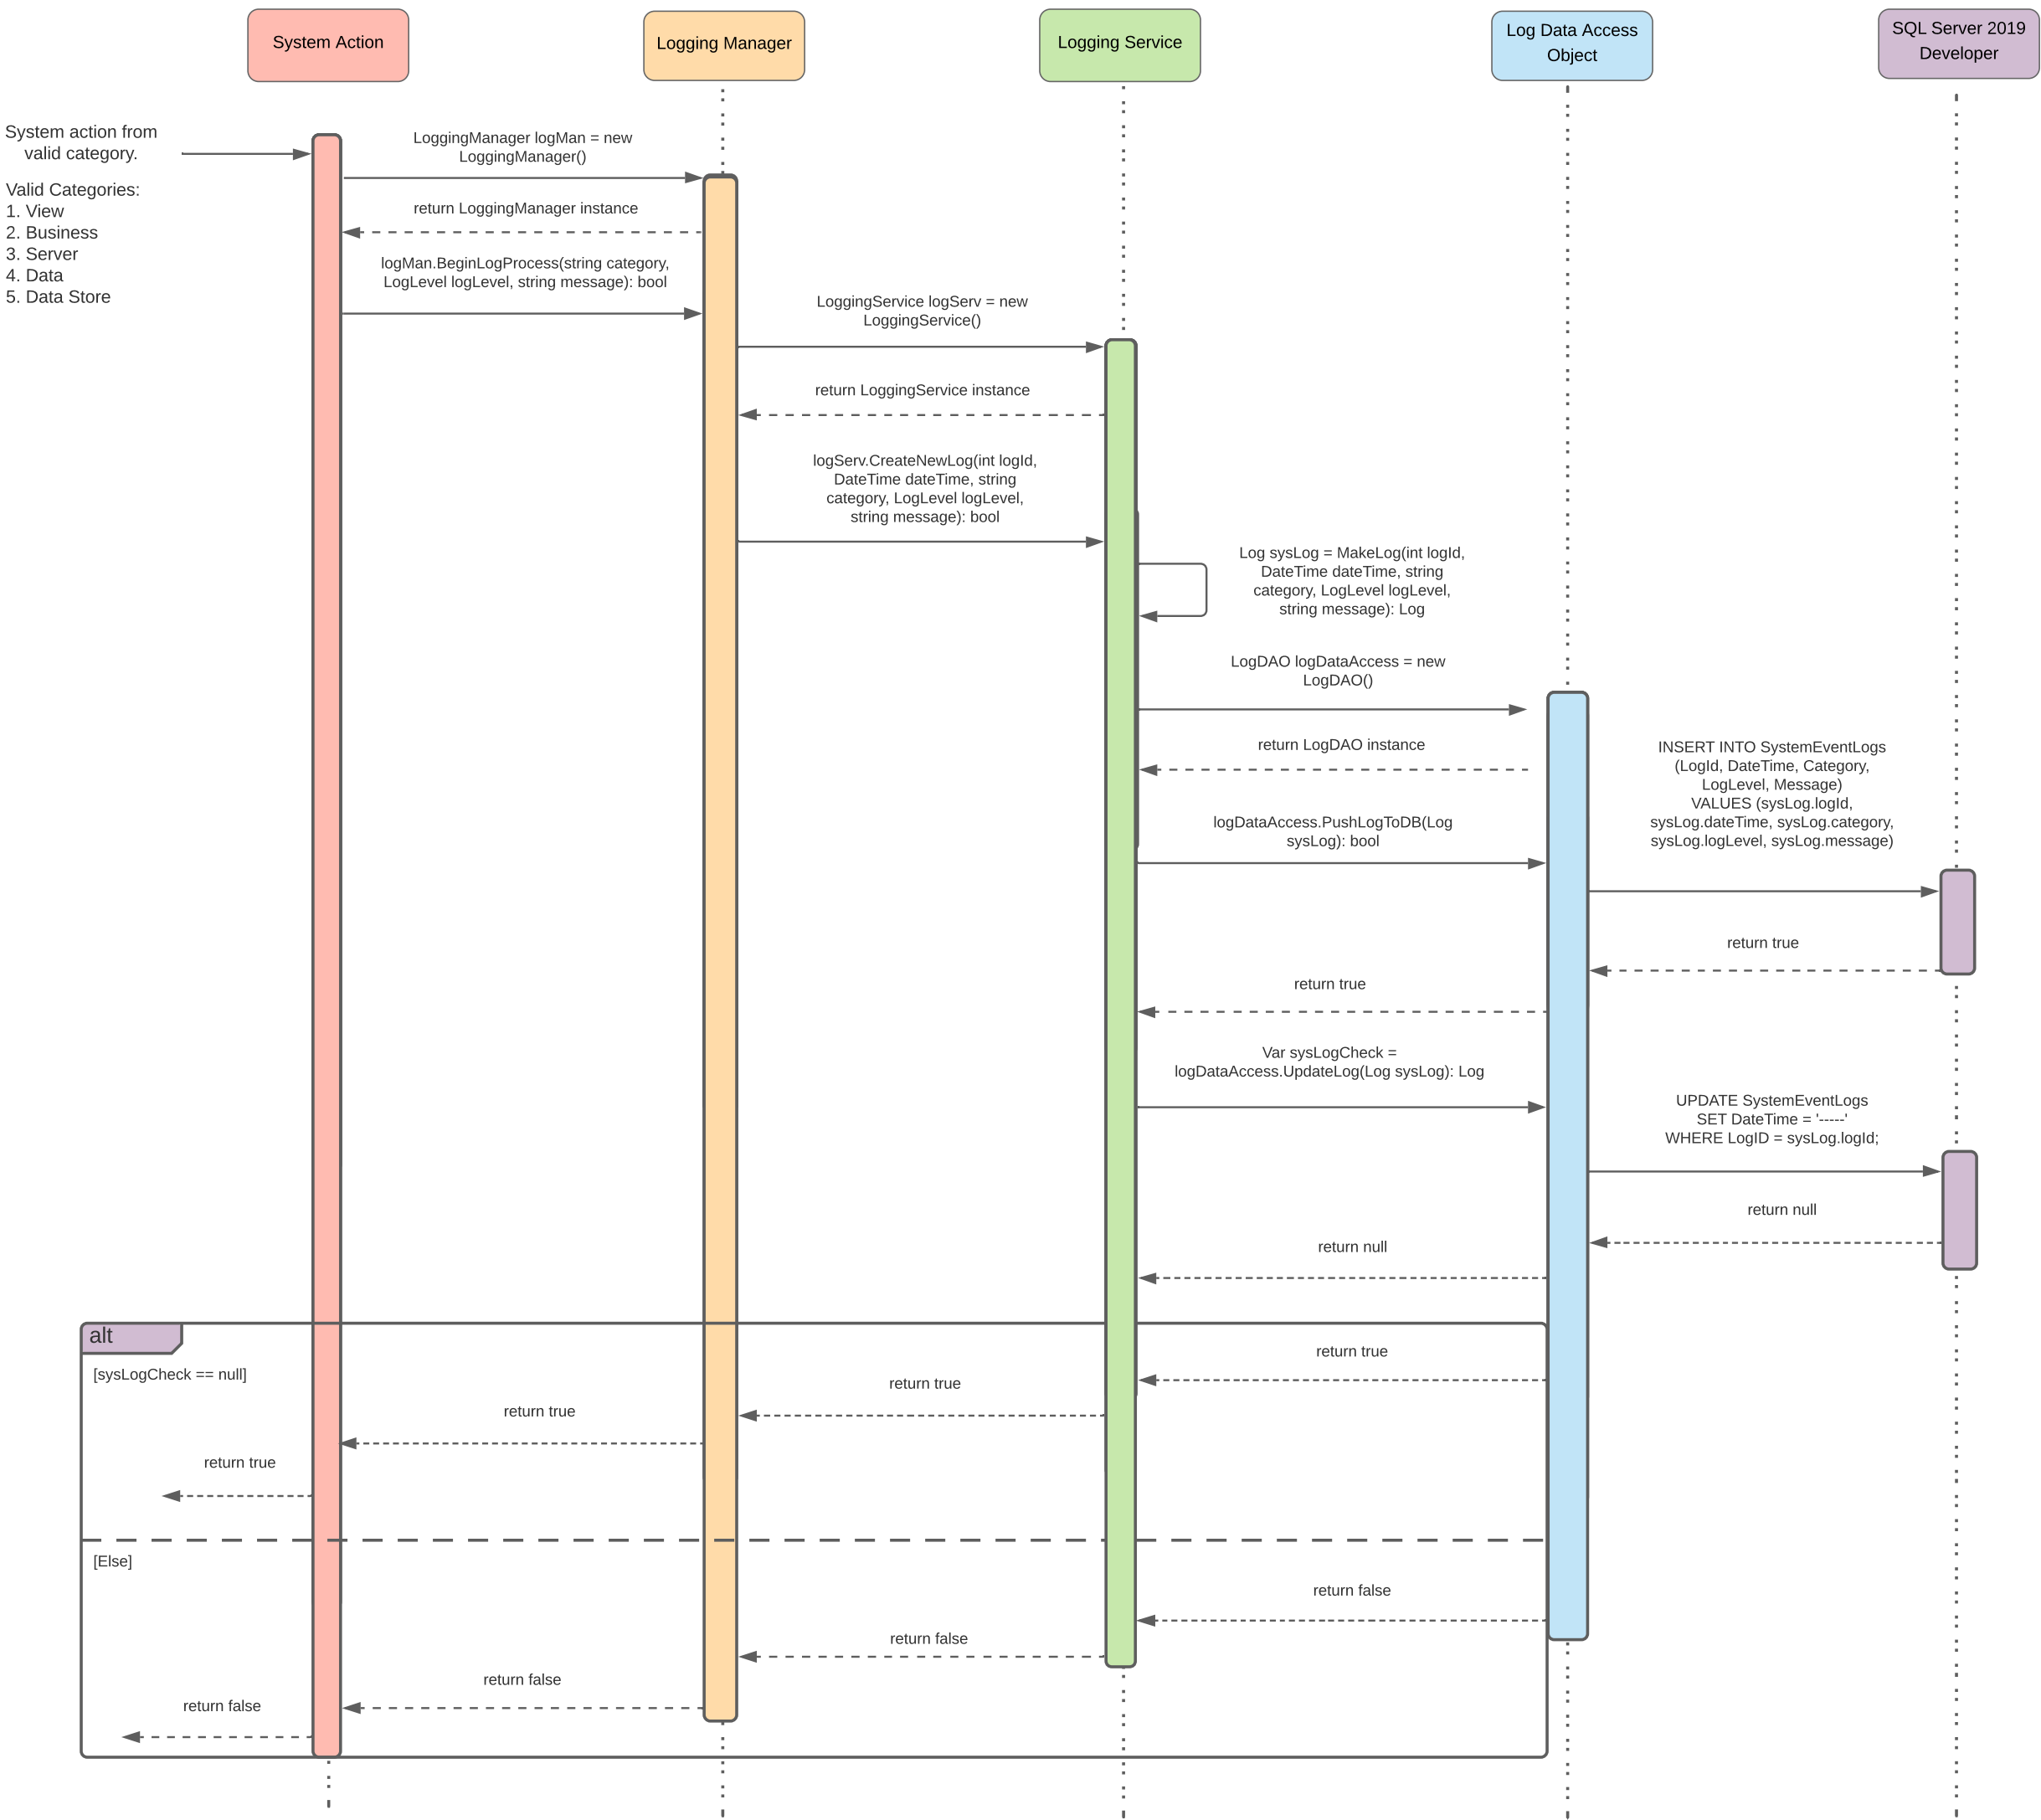 System Action
Logging Manager
Logging Service
Log Data Access
Object
SQL Server 2019
Developer
System action from
valid category.
Valid Categories:
1. View
2. Business
3. Server
4. Data
5. Data Store
LoggingManager logMan = new
LoggingManager()
return LoggingManager instance
logMan.BeginLogProcess(string category,
LogLevel logLevel, string message): bool
LoggingService logServ = new
LoggingService()
return LoggingService instance
logServ.CreateNewLog(int logId,
DateTime dateTime, string
category, LogLevel logLevel,
string message): bool
Log sysLog = MakeLog(int logId,
DateTime dateTime, string
category, LogLevel logLevel,
string message): Log
LogDAO logDataAccess = new
LogDAO()
return LogDAO instance
logDataAccess.PushLogToDB(Log
sysLog): bool
INSERT INTO SystemEventLogs
(LogId, DateTime, Category,
LogLevel, Message)
VALUES (sysLog.logId,
sysLog.dateTime, sysLog.category,
sysLog.logLevel, sysLog.message)
return true
return true
Var sysLogCheck =
logDataAccess.UpdateLog(Log sysLog): Log
UPDATE SystemEventLogs
SET DateTime = '-----'
WHERE LogID = sysLog.logId;
return null
return null
alt
[sysLogCheck == null]
return true
return true
return true
return true
[Else]
return false
return false
return false
return false